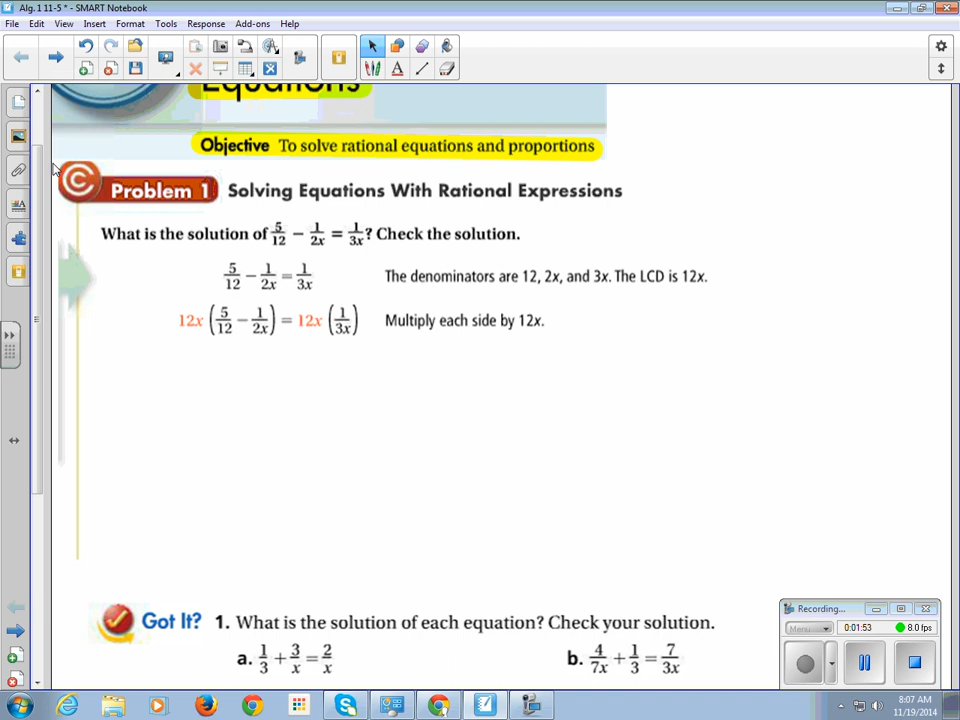 Alg.1 11-5 * - SMART Notebook
File Edit View Insert Format Tools Response Add-ons Help
Equations
Objective To solve rational equations and proportions
Problem 1 Solving Equations With Rational Expressions
What is the solution of 5/12 − 1/2x = 1/3x? Check the solution.
5/12 − 1/2x = 1/3x The denominators are 12, 2x, and 3x. The LCD is 12x.
12x (5/12 − 1/2x) = 12x (1/3x) Multiply each side by 12x.
Got It? 1. What is the solution of each equation? Check your solution.
a. 1/3 + 3/x = 2/x b. 4/7x + 1/3 = 7/3x
Recording...
Menu 0:01:53 8.0 fps
8:07 AM
11/19/2014